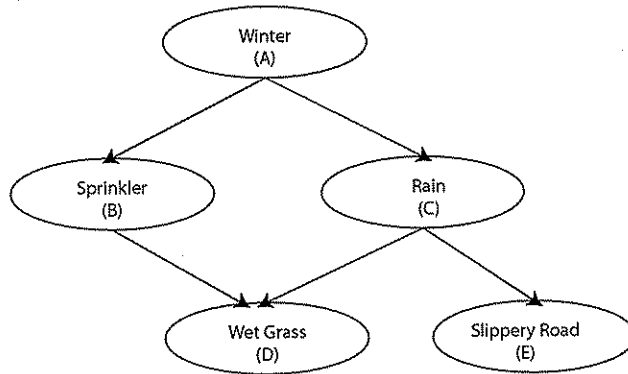 Winter
(A)
Sprinkler
(B)
Rain
(C)
Wet Grass
(D)
Slippery Road
(E)